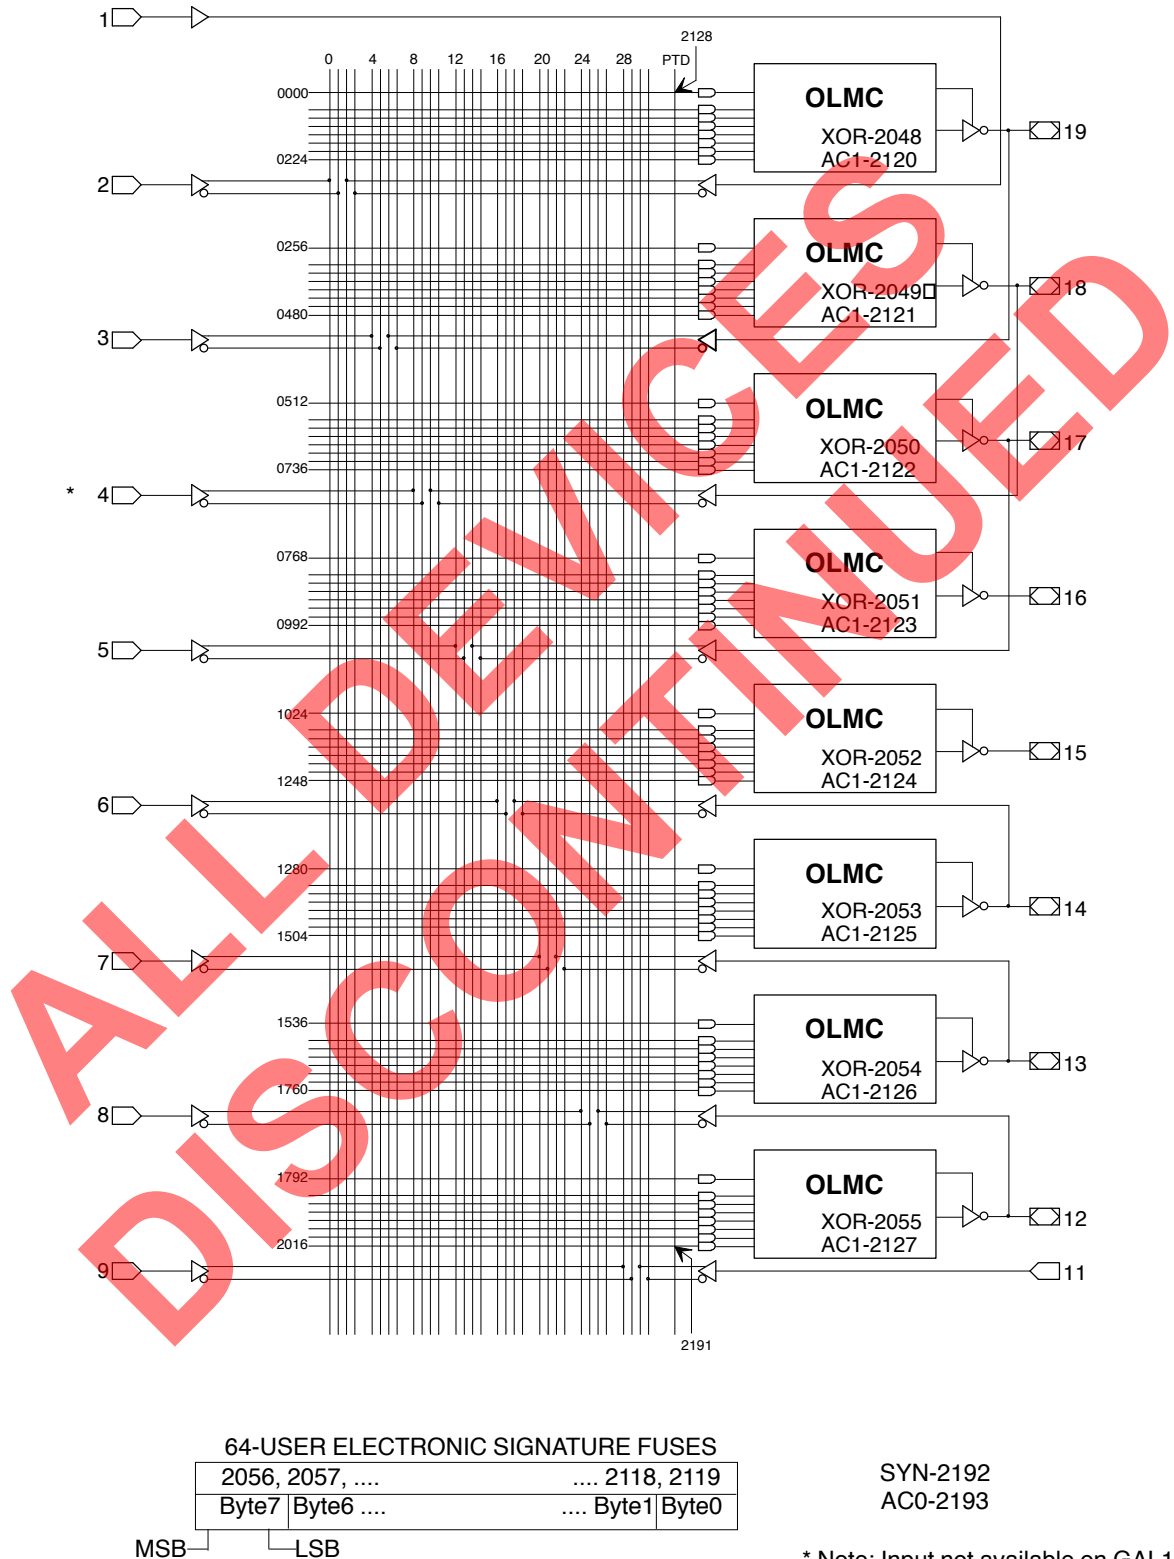 1
2128
0 4 8 12 16 20 24 28 PTD
0000
OLMC
XOR-2048
AC1-2120
19
0224
2
0256
OLMC
XOR-2049
AC1-2121
18
0480
3
0512
OLMC
XOR-2050
AC1-2122
17
0736
* 4
0768
OLMC
XOR-2051
AC1-2123
16
0992
5
1024
OLMC
XOR-2052
AC1-2124
15
1248
6
1280
OLMC
XOR-2053
AC1-2125
14
1504
7
1536
OLMC
XOR-2054
AC1-2126
13
1760
8
1792
OLMC
XOR-2055
AC1-2127
12
2016
9
11
2191
ALL DEVICES
DISCONTINUED
64-USER ELECTRONIC SIGNATURE FUSES
2056, 2057, .... .... 2118, 2119
Byte7 Byte6 .... .... Byte1 Byte0
MSB LSB
SYN-2192
AC0-2193
* Note: Input not available on GAL1